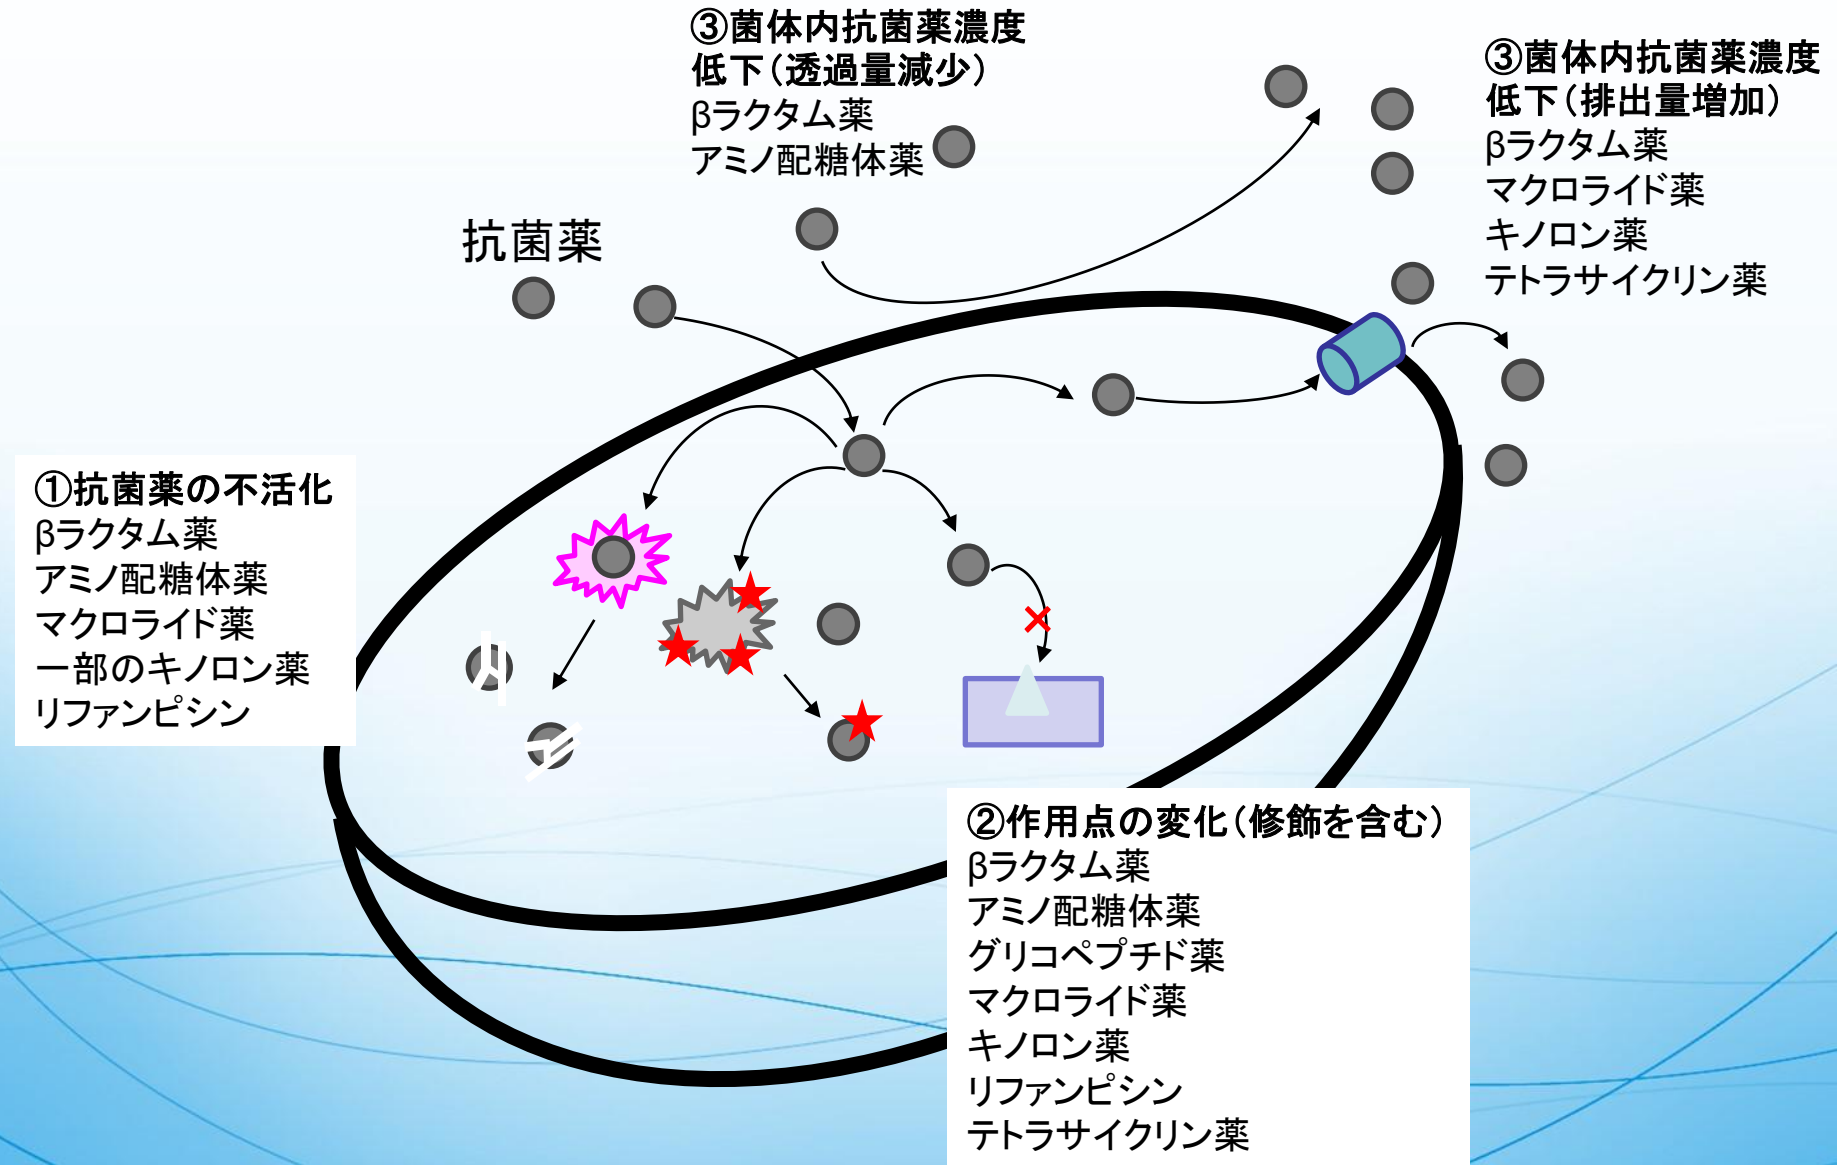 ③菌体内抗菌薬濃度
低下（透過量減少）
βラクタム薬
アミノ配糖体薬
③菌体内抗菌薬濃度
低下（排出量増加）
βラクタム薬
マクロライド薬
キノロン薬
テトラサイクリン薬
抗菌薬
①抗菌薬の不活化
βラクタム薬
アミノ配糖体薬
マクロライド薬
一部のキノロン薬
リファンピシン
②作用点の変化（修飾を含む）
βラクタム薬
アミノ配糖体薬
グリコペプチド薬
マクロライド薬
キノロン薬
リファンピシン
テトラサイクリン薬